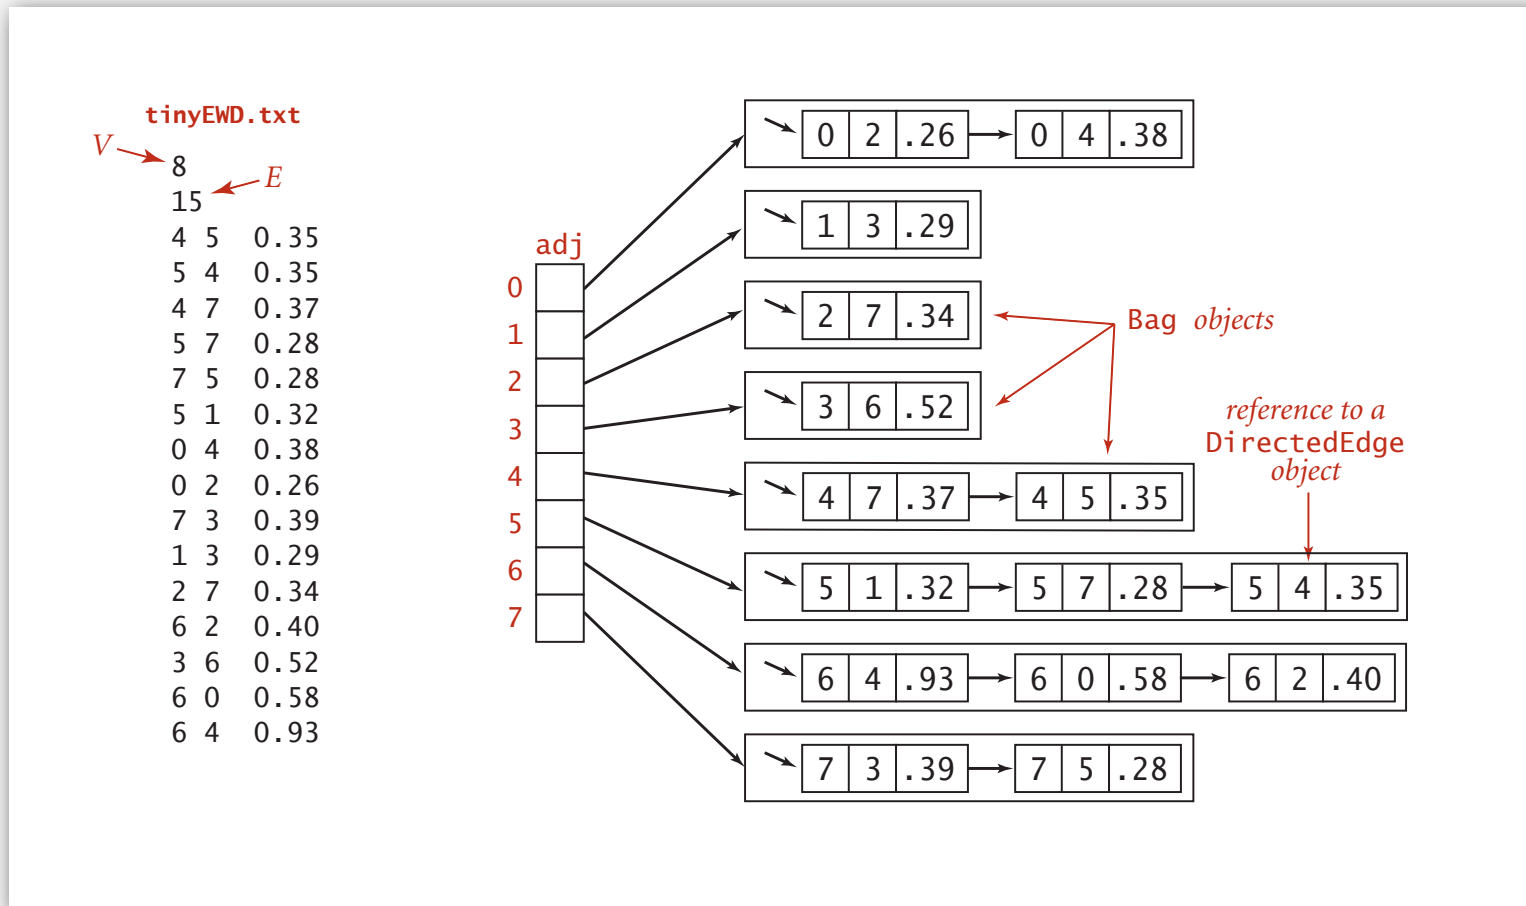 tinyEWD.txt
V
8
E
15
4 5 0.35
5 4 0.35
4 7 0.37
5 7 0.28
7 5 0.28
5 1 0.32
0 4 0.38
0 2 0.26
7 3 0.39
1 3 0.29
2 7 0.34
6 2 0.40
3 6 0.52
6 0 0.58
6 4 0.93
adj
0
1
2
3
4
5
6
7
0 2 .26 0 4 .38
1 3 .29
2 7 .34
3 6 .52
4 7 .37 4 5 .35
5 1 .32 5 7 .28 5 4 .35
6 4 .93 6 0 .58 6 2 .40
7 3 .39 7 5 .28
Bag objects
reference to a
DirectedEdge
object